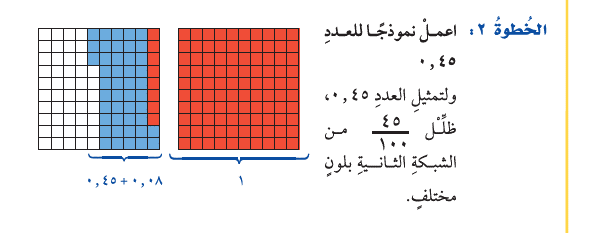 الخُطوةُ ٢: اعملْ نموذجًا للعددِ
٠,٤٥
ولتمثيلِ العددِ ٠,٤٥،
ظلِّلْ ٤٥/١٠٠ من
الشبكةِ الثانيةِ بلونٍ
مختلفٍ.
١
٠,٤٥+٠,٠٨